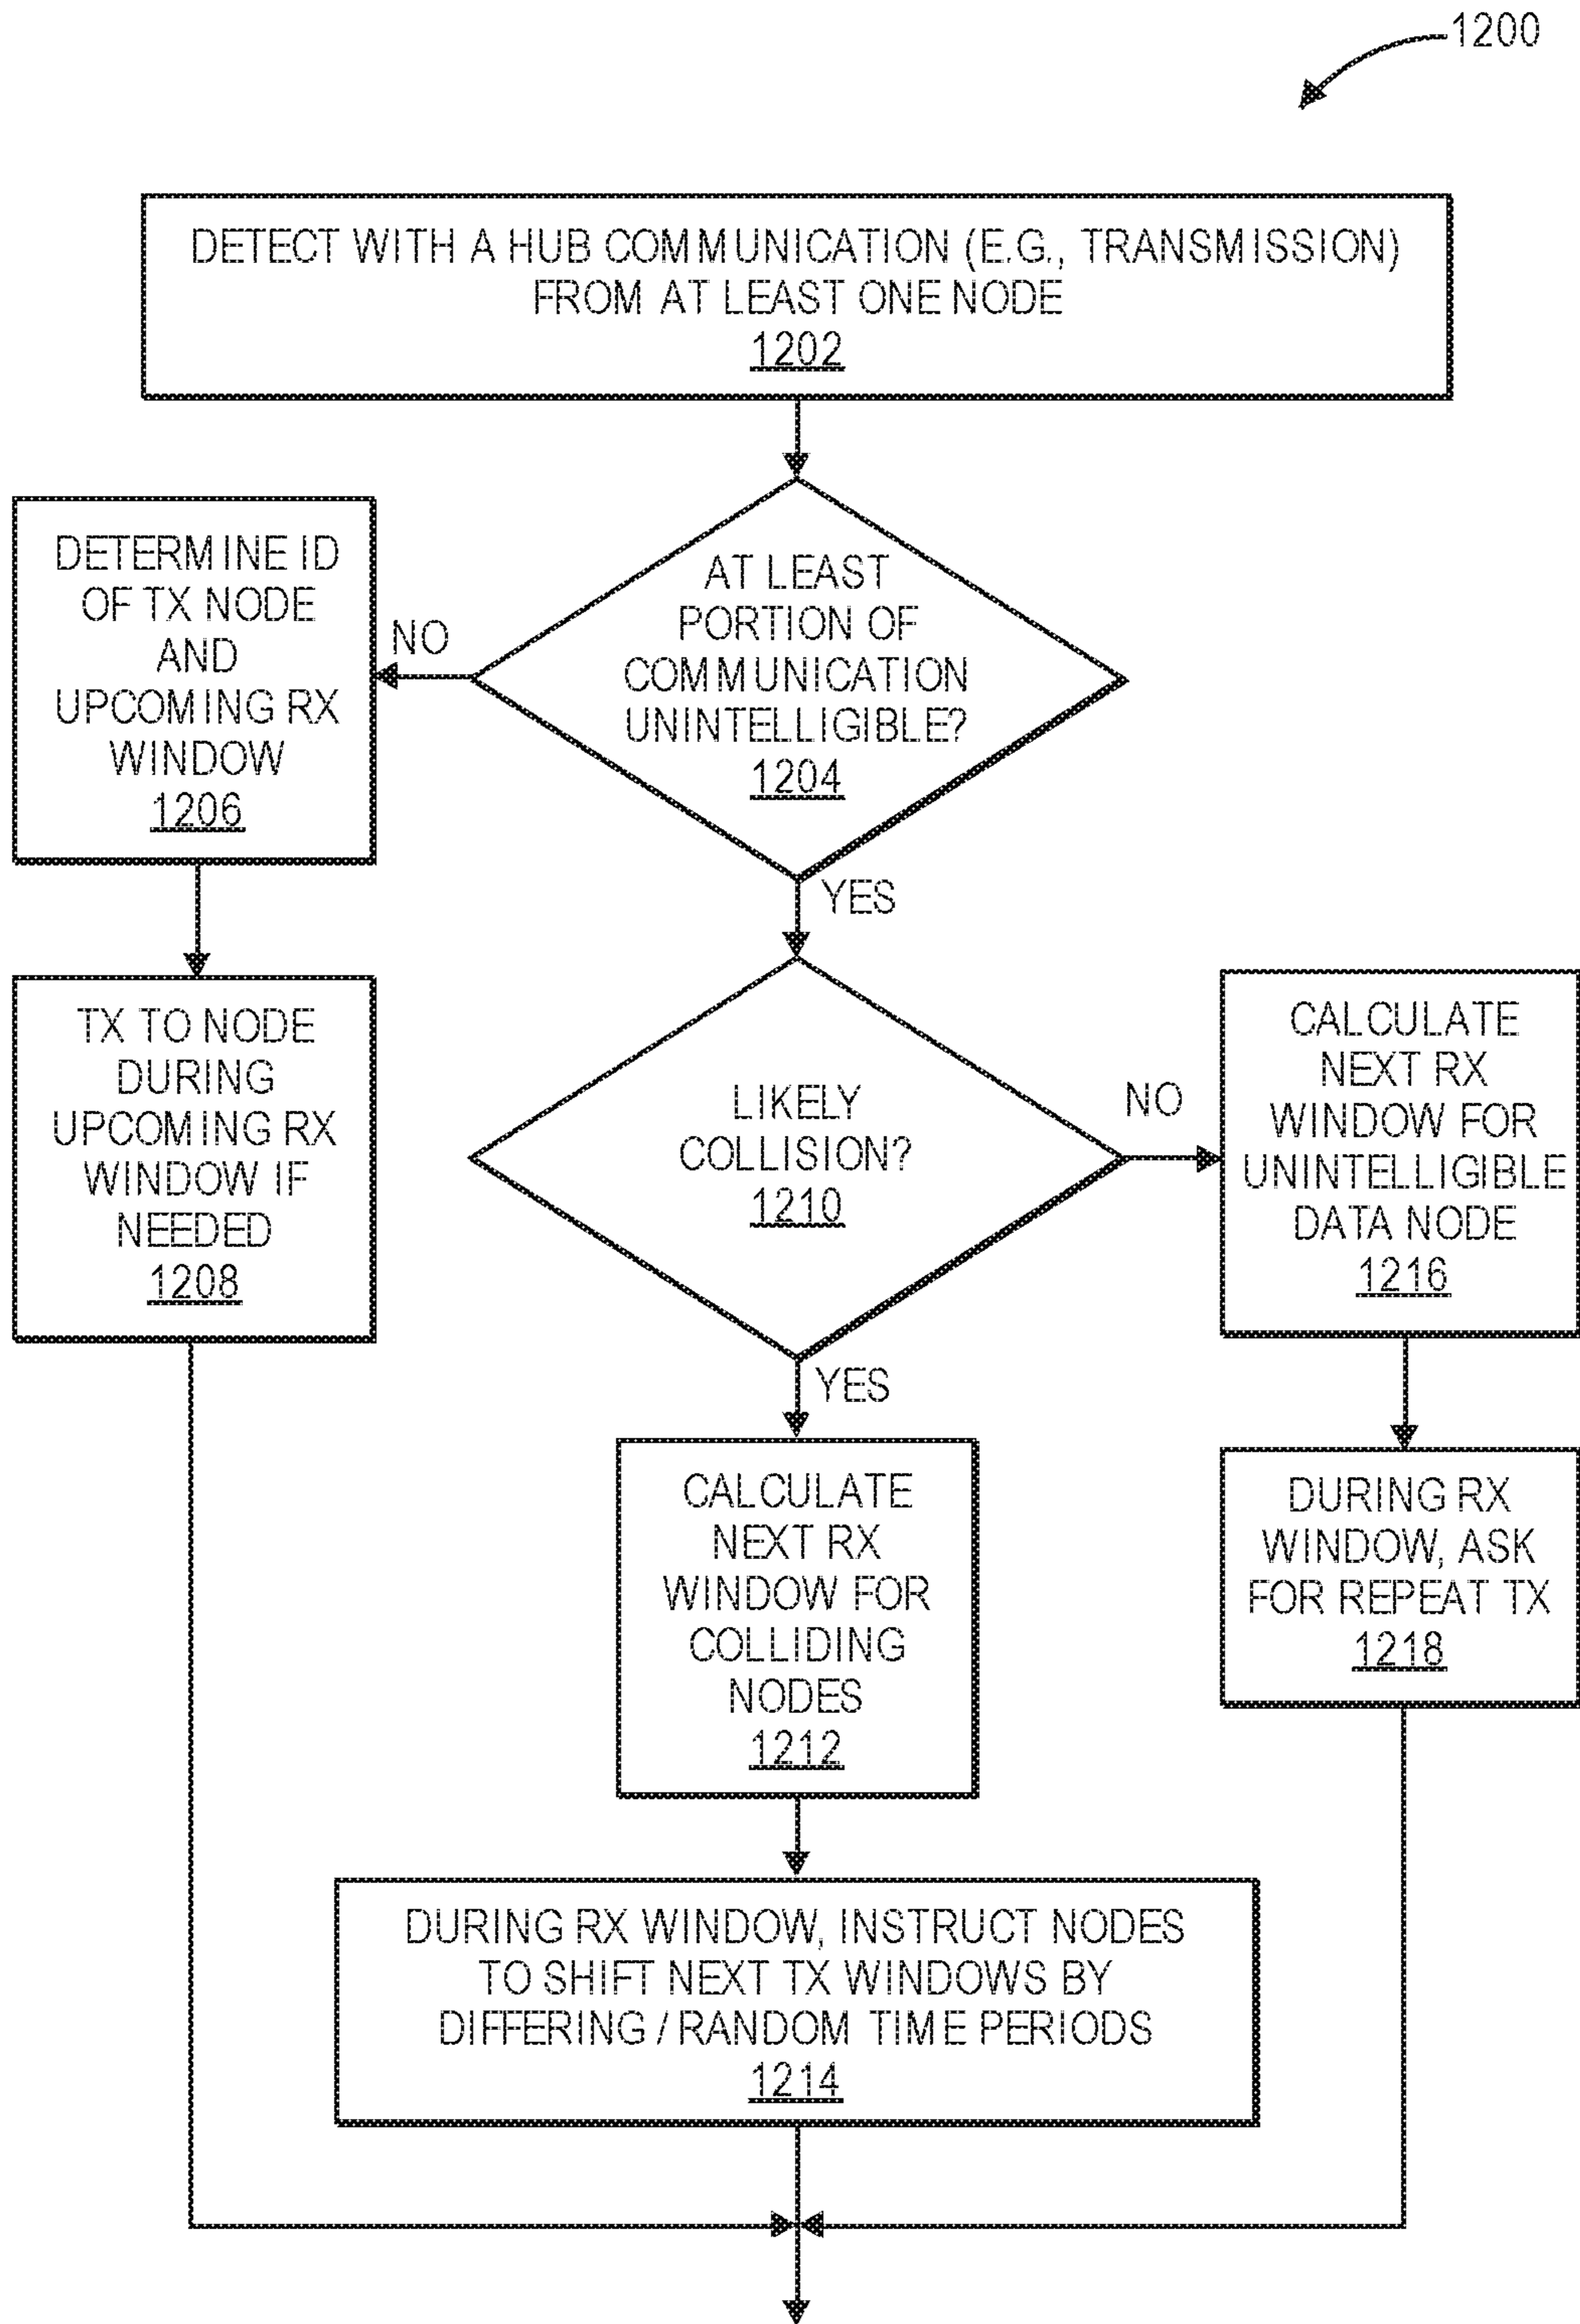 1200
DETECT WITH A HUB COMMUNICATION (E.G., TRANSMISSION)
FROM AT LEAST ONE NODE
1202
DETERMINE ID
OF TX NODE
AND
UPCOMING RX
WINDOW
1206
NO
AT LEAST
PORTION OF
COMMUNICATION
UNINTELLIGIBLE?
1204
YES
TX TO NODE
DURING
UPCOMING RX
WINDOW IF
NEEDED
1208
LIKELY
COLLISION?
1210
NO
CALCULATE
NEXT RX
WINDOW FOR
UNINTELLIGIBLE
DATA NODE
1216
YES
CALCULATE
NEXT RX
WINDOW FOR
COLLIDING
NODES
1212
DURING RX
WINDOW, ASK
FOR REPEAT TX
1218
DURING RX WINDOW, INSTRUCT NODES
TO SHIFT NEXT TX WINDOWS BY
DIFFERING / RANDOM TIME PERIODS
1214